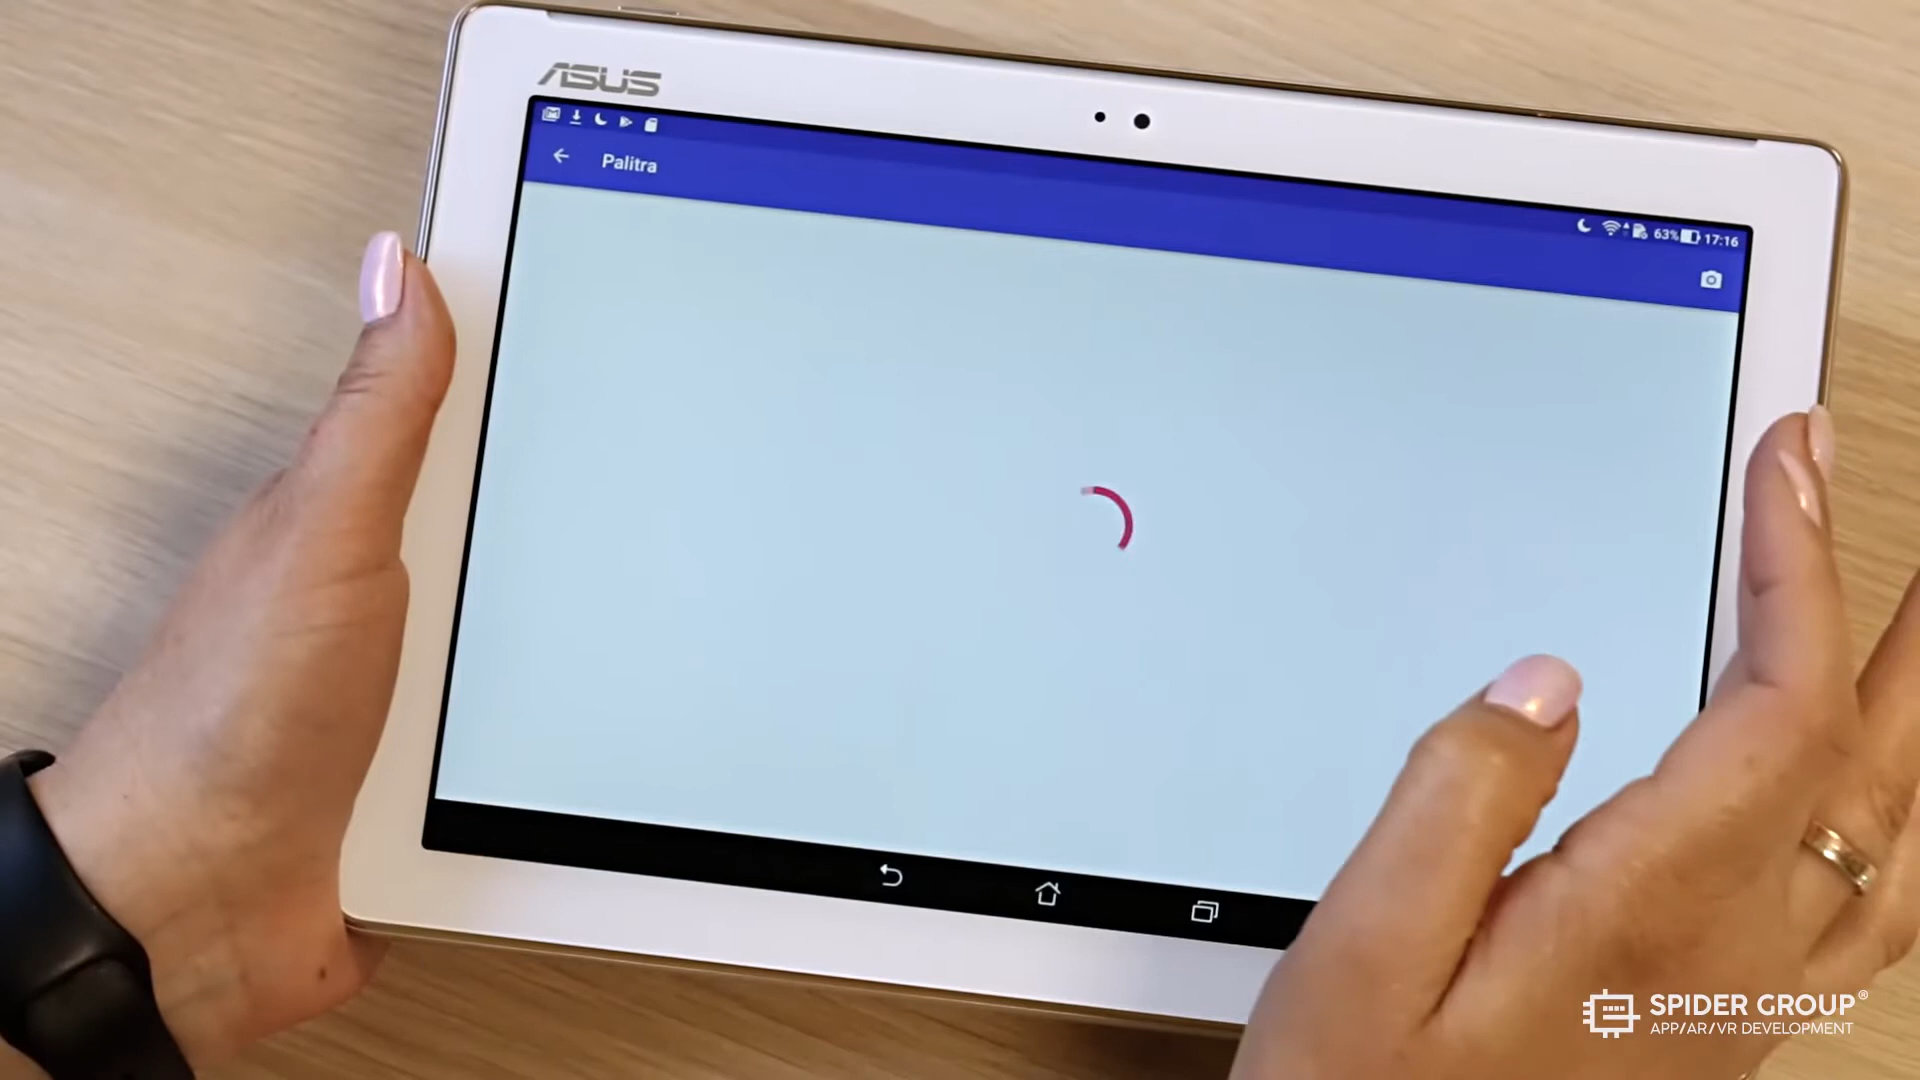 ASUS
Palitra
63% 17:16
SPIDER GROUP®
APP/AR/VR DEVELOPMENT